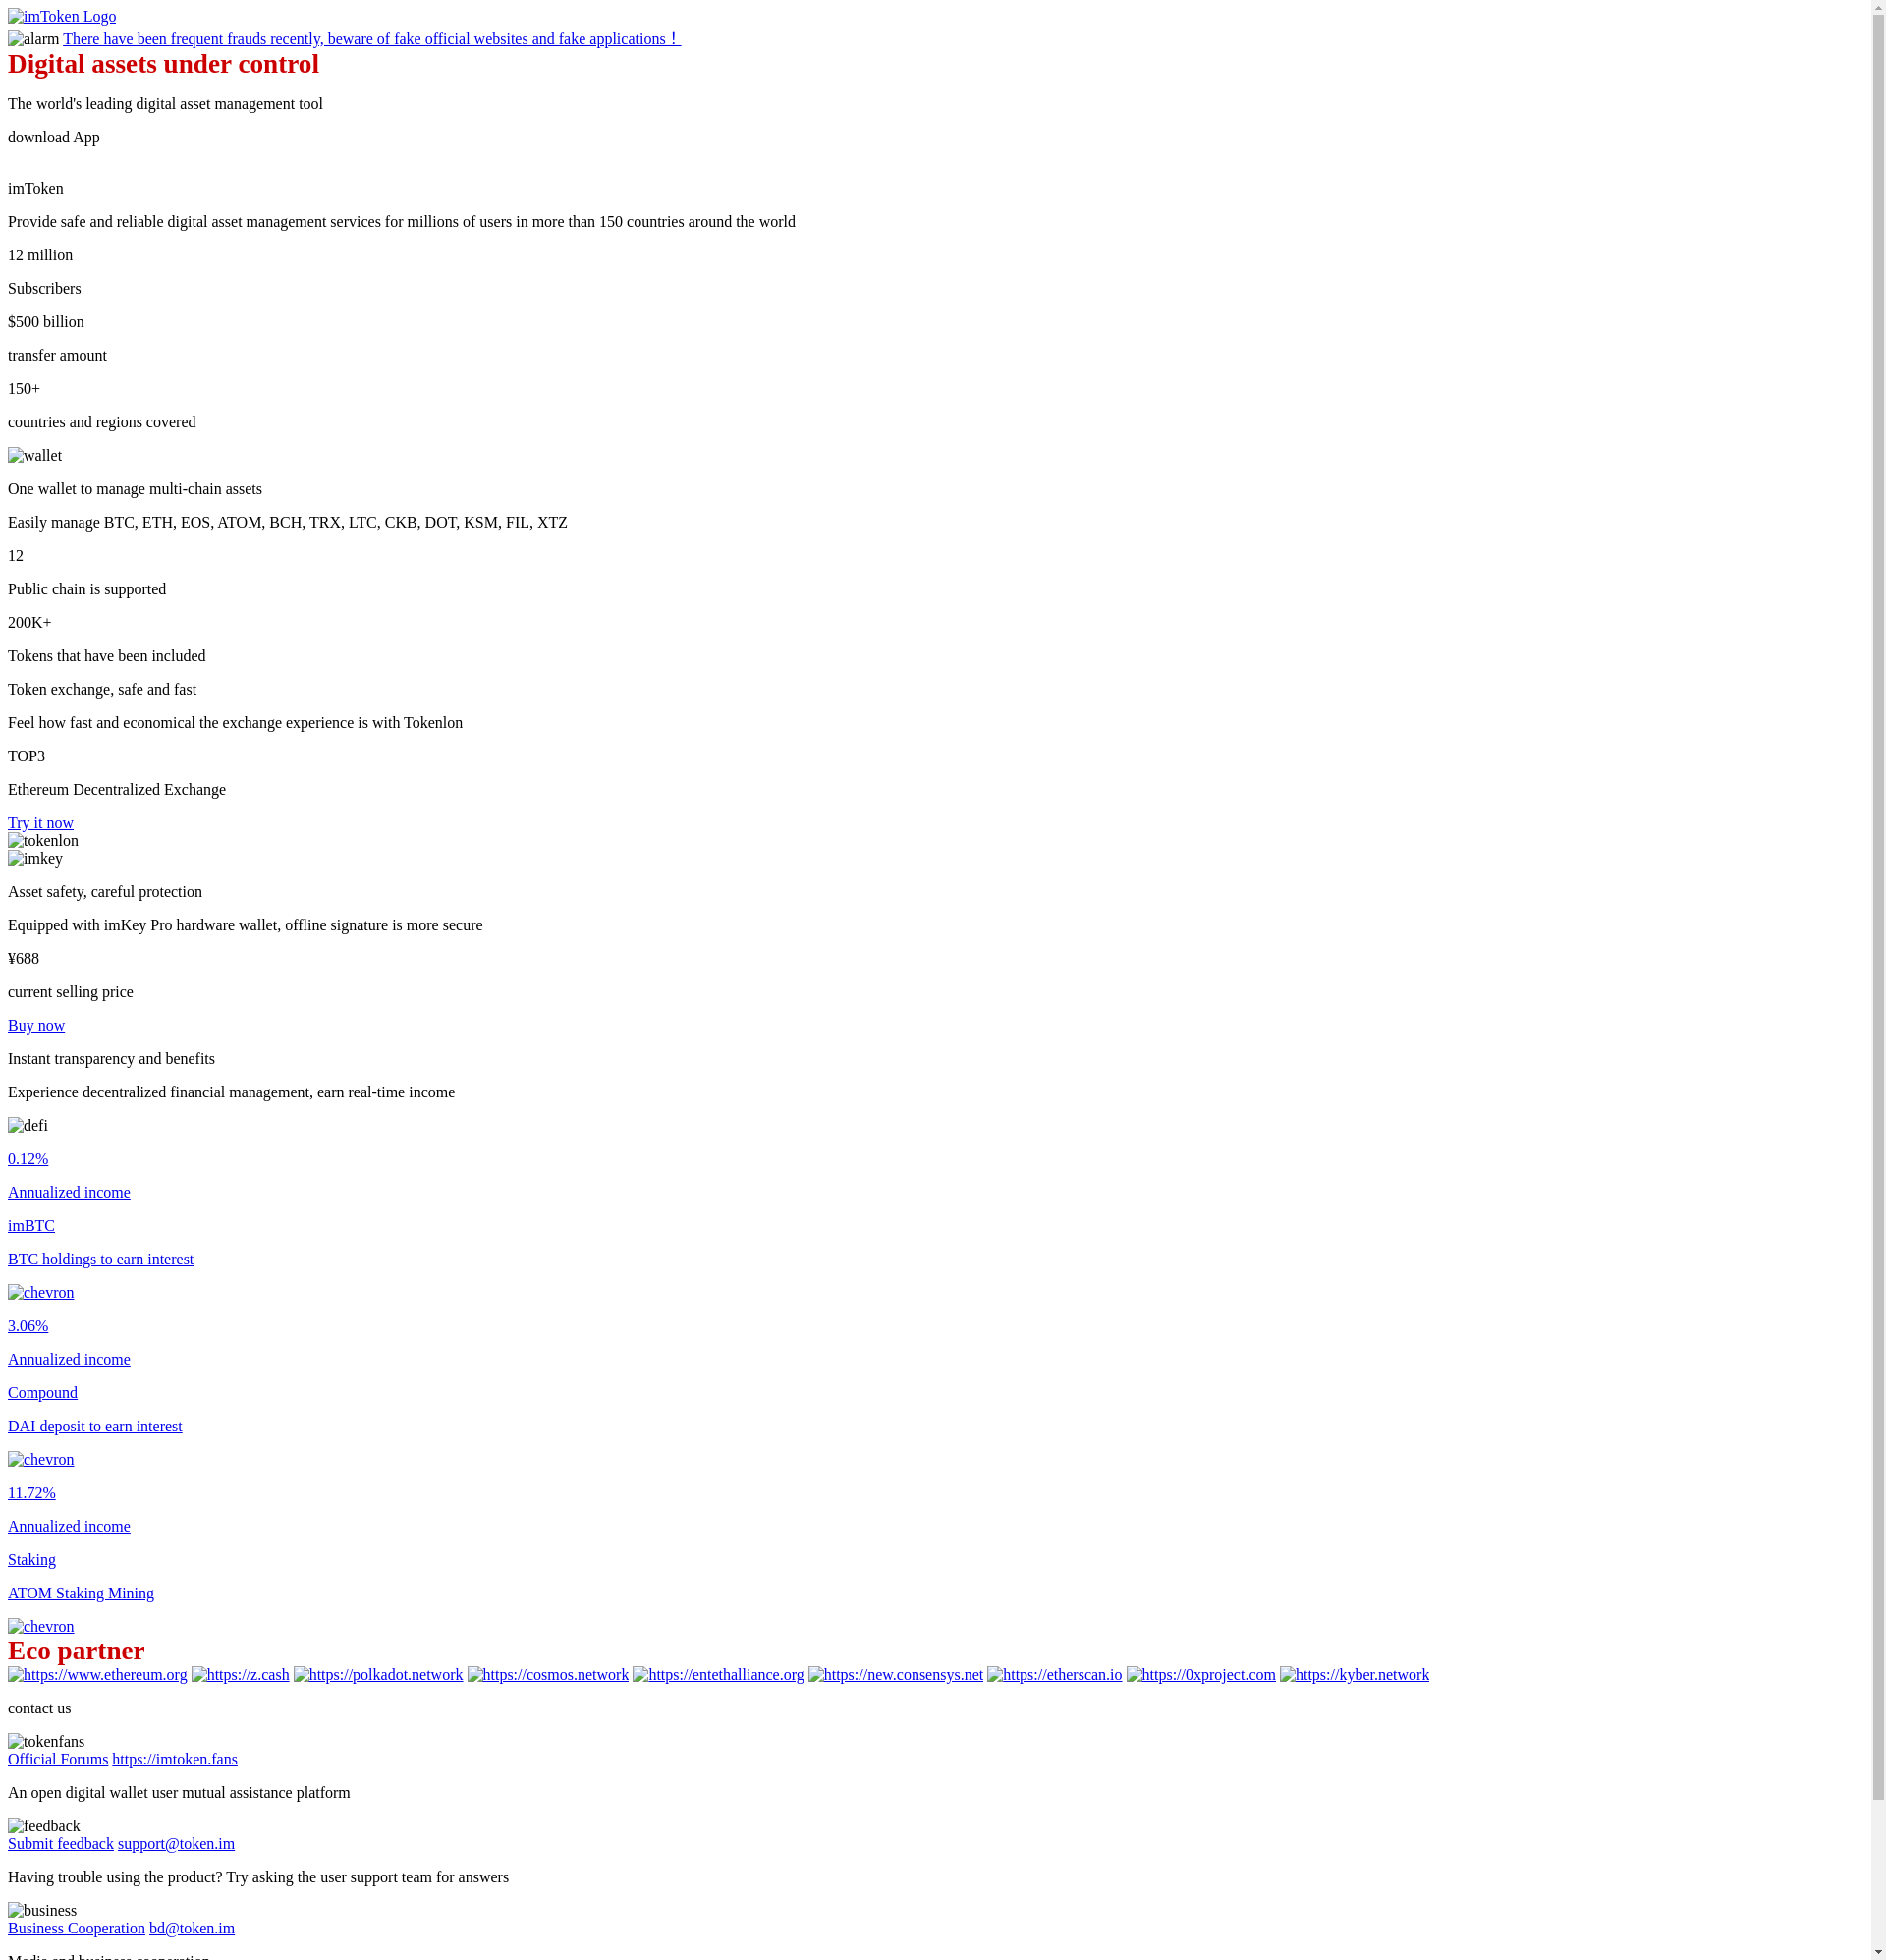 imToken Logo
alarm There have been frequent frauds recently, beware of fake official websites and fake applications！
Digital assets under control
The world's leading digital asset management tool
download App
imToken
Provide safe and reliable digital asset management services for millions of users in more than 150 countries around the world
12 million
Subscribers
$500 billion
transfer amount
150+
countries and regions covered
wallet
One wallet to manage multi-chain assets
Easily manage BTC, ETH, EOS, ATOM, BCH, TRX, LTC, CKB, DOT, KSM, FIL, XTZ
12
Public chain is supported
200K+
Tokens that have been included
Token exchange, safe and fast
Feel how fast and economical the exchange experience is with Tokenlon
TOP3
Ethereum Decentralized Exchange
Try it now
tokenlon
imkey
Asset safety, careful protection
Equipped with imKey Pro hardware wallet, offline signature is more secure
¥688
current selling price
Buy now
Instant transparency and benefits
Experience decentralized financial management, earn real-time income
defi
0.12%
Annualized income
imBTC
BTC holdings to earn interest
chevron
3.06%
Annualized income
Compound
DAI deposit to earn interest
chevron
11.72%
Annualized income
Staking
ATOM Staking Mining
chevron
Eco partner
https://www.ethereum.org https://z.cash https://polkadot.network https://cosmos.network https://entethalliance.org https://new.consensys.net https://etherscan.io https://0xproject.com https://kyber.network
contact us
tokenfans
Official Forums https://imtoken.fans
An open digital wallet user mutual assistance platform
feedback
Submit feedback support@token.im
Having trouble using the product? Try asking the user support team for answers
business
Business Cooperation bd@token.im
Media and business cooperation